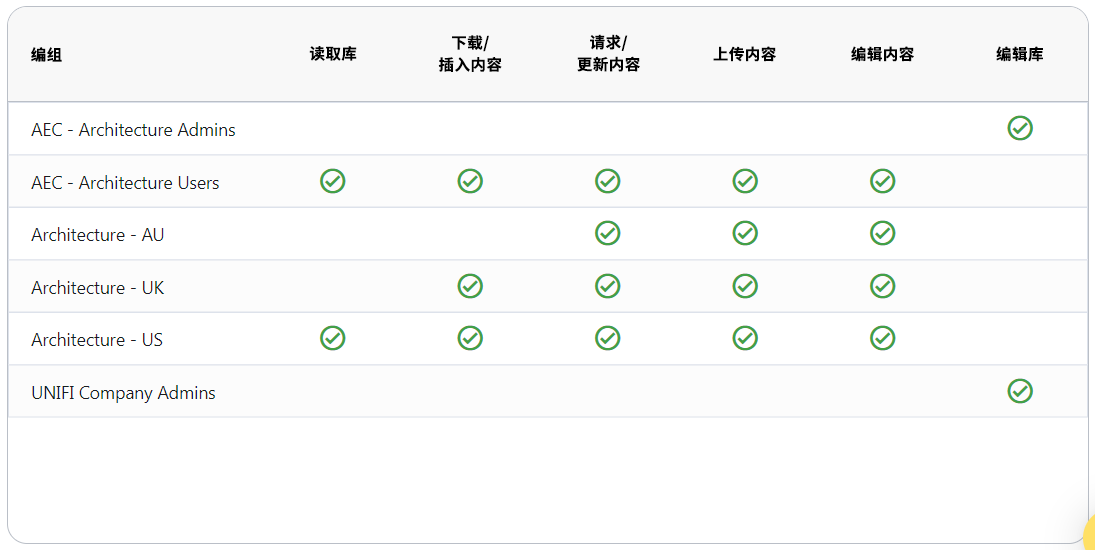 编组
读取库
下载/
插入内容
请求/
更新内容
上传内容
编辑内容
编辑库
AEC - Architecture Admins
AEC - Architecture Users
Architecture - AU
Architecture - UK
Architecture - US
UNIFI Company Admins